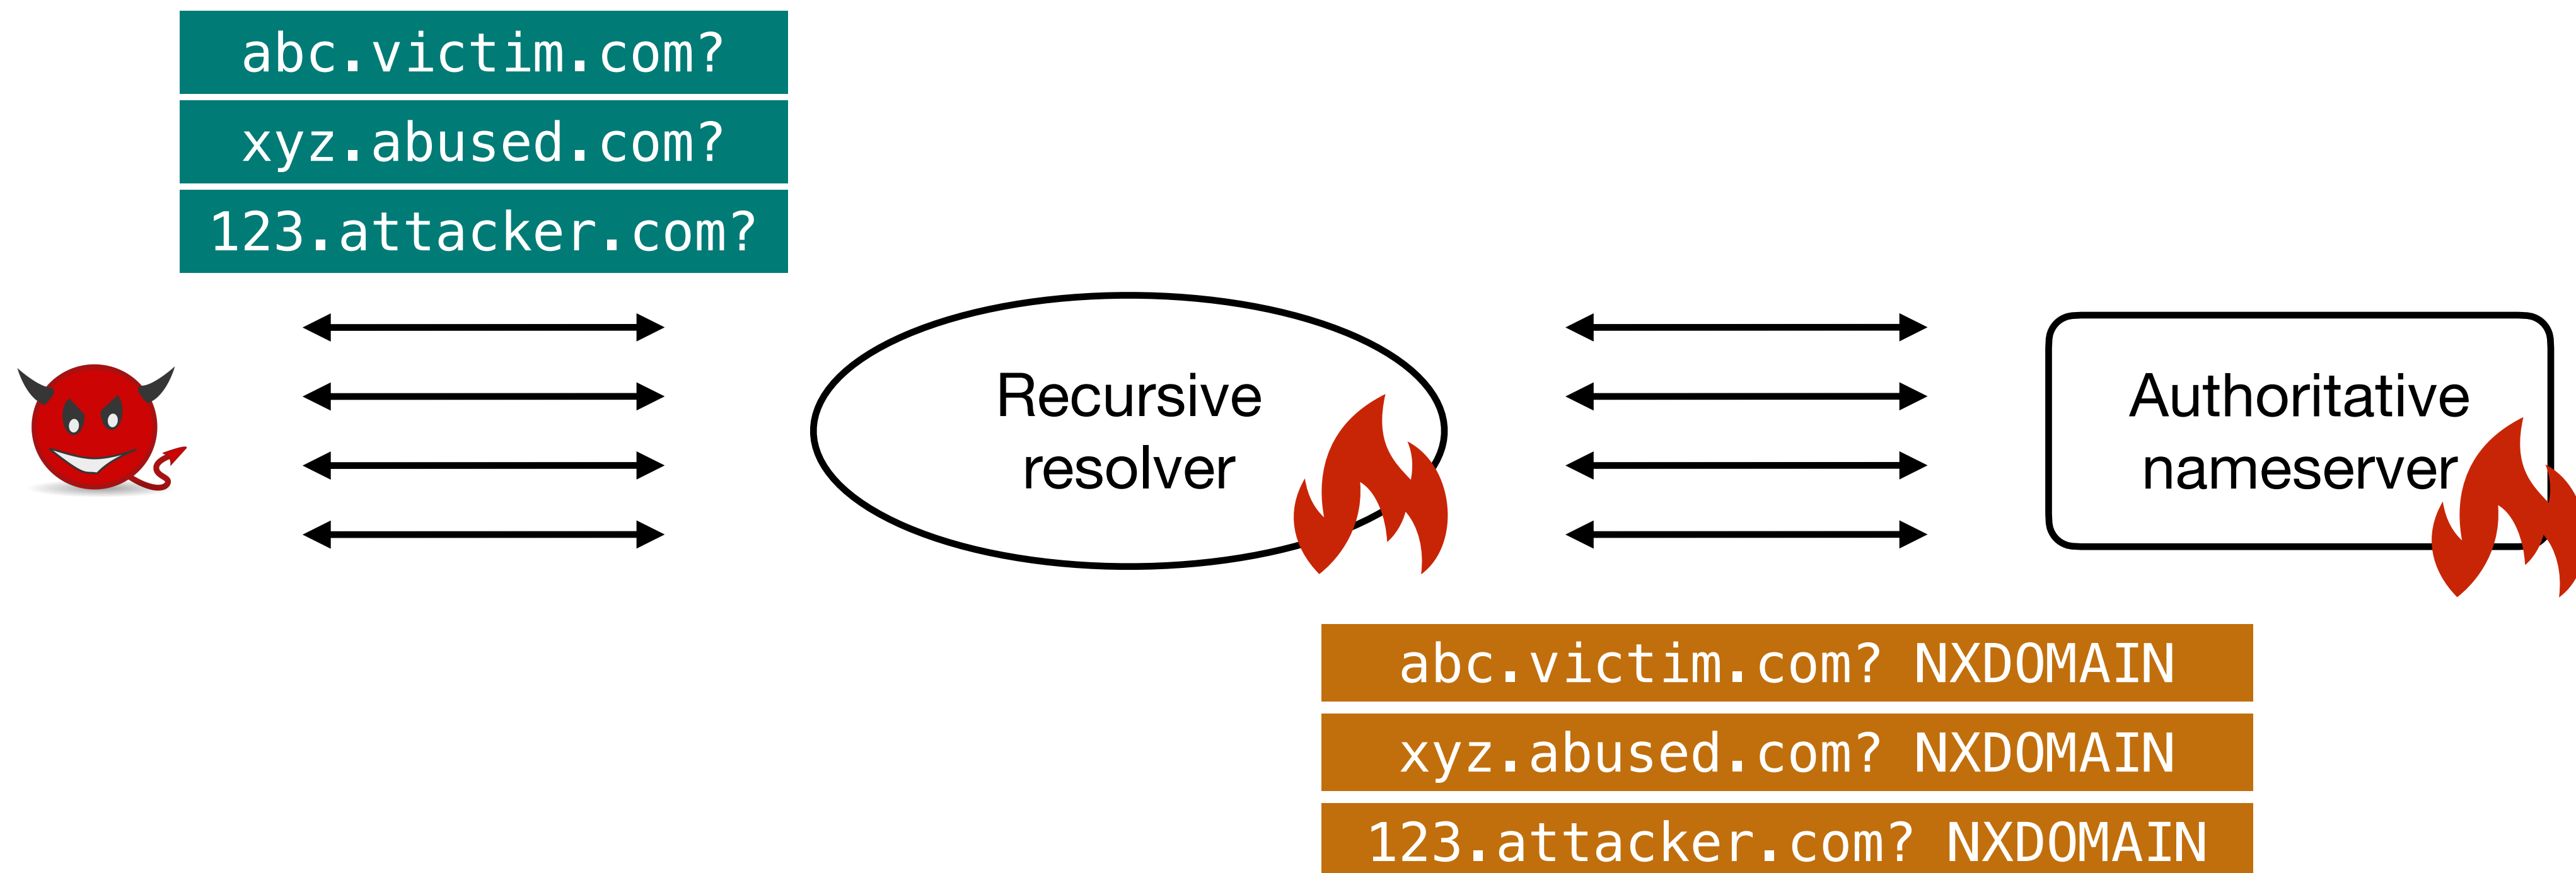 abc.victim.com?
xyz.abused.com?
123.attacker.com?
Recursive
resolver
Authoritative
nameserver
abc.victim.com? NXDOMAIN
xyz.abused.com? NXDOMAIN
123.attacker.com? NXDOMAIN